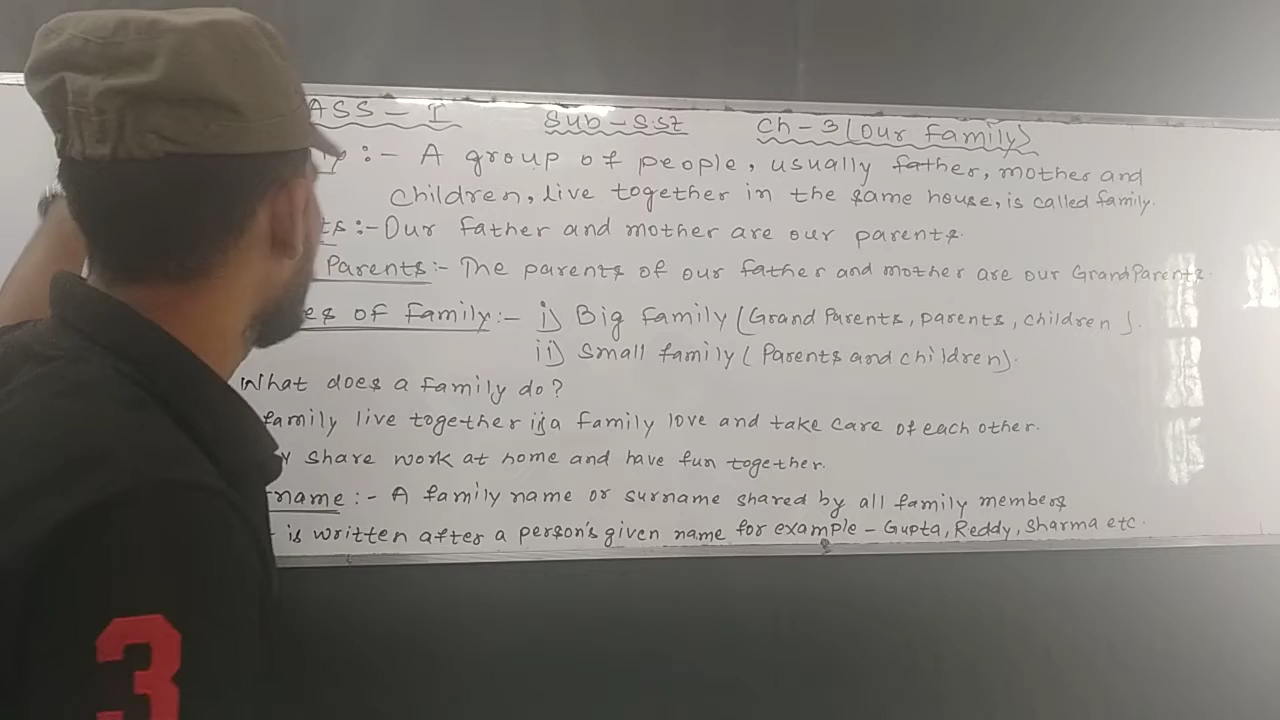 ASS - I Sub - S.St Ch - 3 (Our Family)
:- A group of people, usually father, mother and
children, live together in the same house, is called family.
ts :- Our father and mother are our parents.
Parents :- The parents of our father and mother are our GrandParents.
es of family :- i) Big family (Grand Parents, parents, children ).
ii) Small family ( Parents and children).
What does a family do?
family live together is a family love and take care of each other.
y share work at home and have fun together.
name :- A family name or surname shared by all family members
is written after a person's given name for example - Gupta, Reddy, Sharma etc.
3